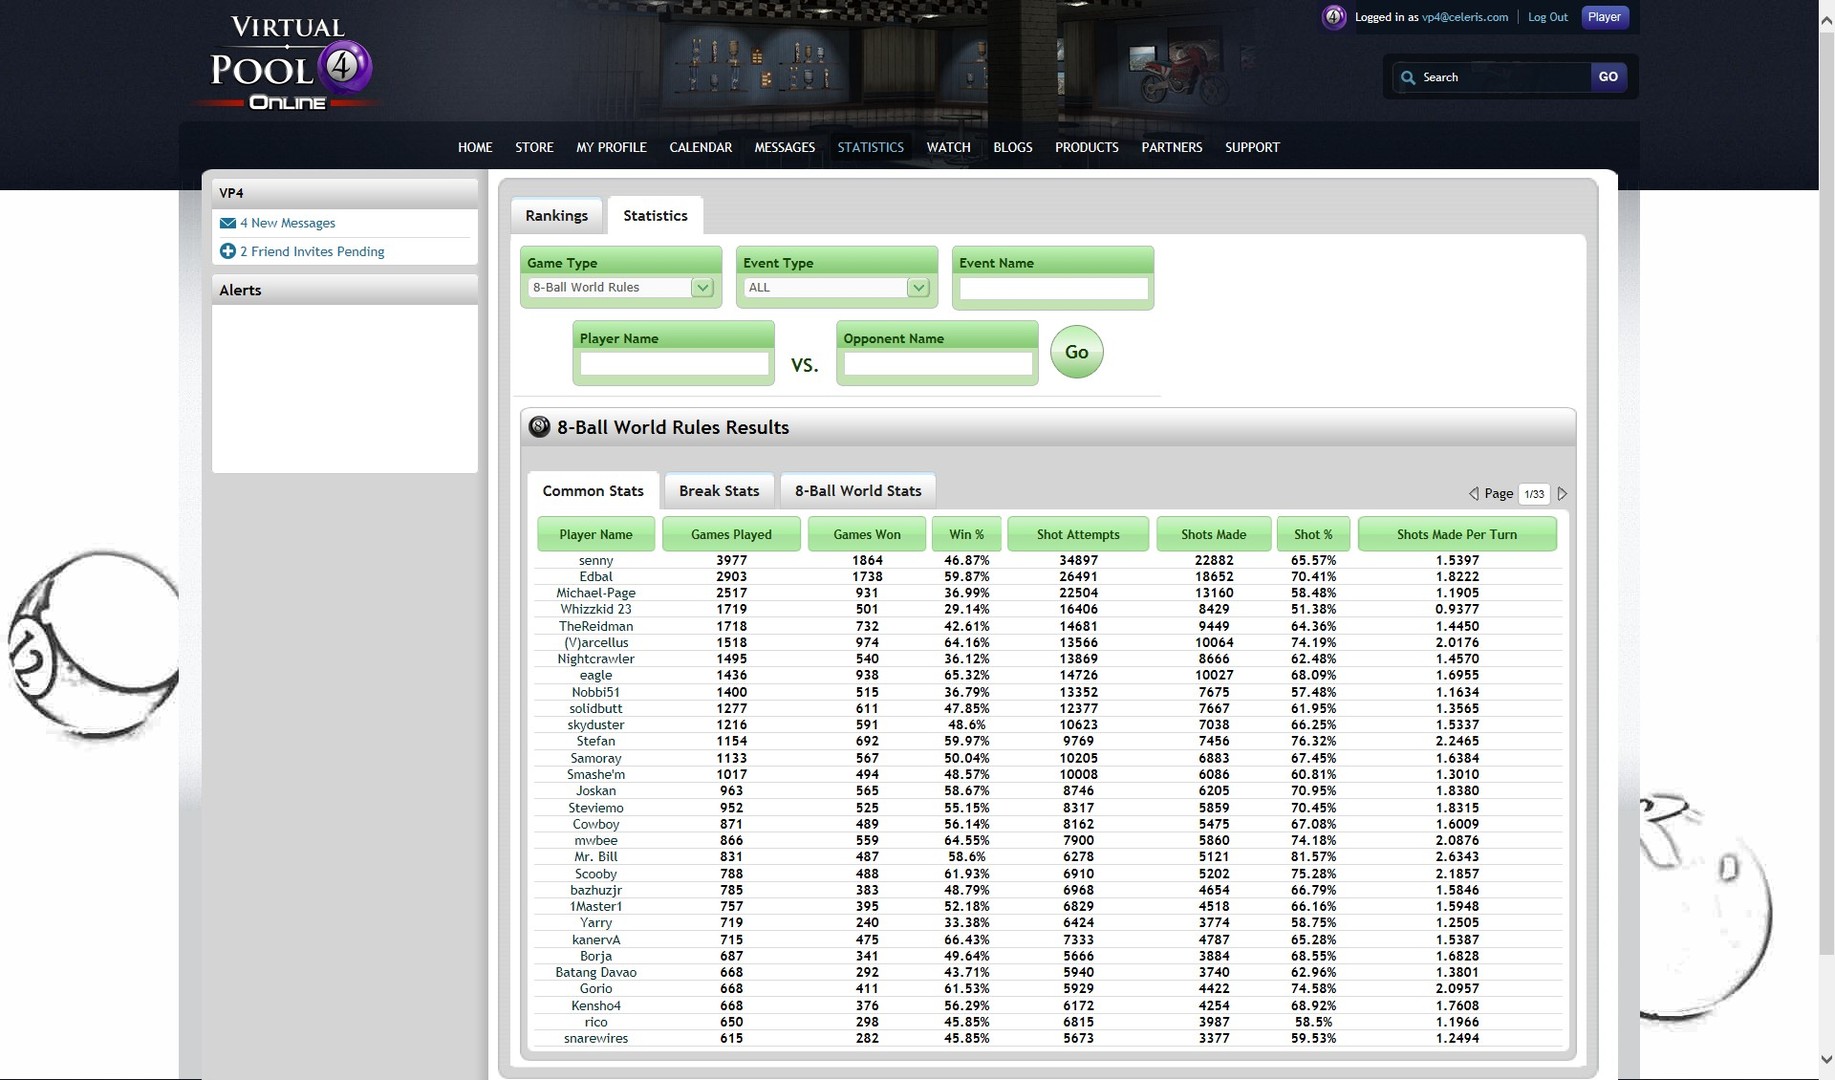 VIRTUAL
POOL 4
ONLINE
4 Logged in as vp4@celeris.com | Log Out Player
Search GO
HOME STORE MY PROFILE CALENDAR MESSAGES STATISTICS WATCH BLOGS PRODUCTS PARTNERS SUPPORT
VP4
4 New Messages
2 Friend Invites Pending
Alerts
Rankings Statistics
Game Type Event Type Event Name
8-Ball World Rules ALL
Player Name VS. Opponent Name Go
8 8-Ball World Rules Results
Common Stats Break Stats 8-Ball World Stats Page 1/33
Player Name Games Played Games Won Win % Shot Attempts Shots Made Shot % Shots Made Per Turn
senny 3977 1864 46.87% 34897 22882 65.57% 1.5397
Edbal 2903 1738 59.87% 26491 18652 70.41% 1.8222
Michael-Page 2517 931 36.99% 22504 13160 58.48% 1.1905
Whizzkid 23 1719 501 29.14% 16406 8429 51.38% 0.9377
TheReidman 1718 732 42.61% 14681 9449 64.36% 1.4450
(V)arcellus 1518 974 64.16% 13566 10064 74.19% 2.0176
Nightcrawler 1495 540 36.12% 13869 8666 62.48% 1.4570
eagle 1436 938 65.32% 14726 10027 68.09% 1.6955
Nobbi51 1400 515 36.79% 13352 7675 57.48% 1.1634
solidbutt 1277 611 47.85% 12377 7667 61.95% 1.3565
skyduster 1216 591 48.6% 10623 7038 66.25% 1.5337
Stefan 1154 692 59.97% 9769 7456 76.32% 2.2465
Samoray 1133 567 50.04% 10205 6883 67.45% 1.6384
Smashe'm 1017 494 48.57% 10008 6086 60.81% 1.3010
Joskan 963 565 58.67% 8746 6205 70.95% 1.8380
Steviemo 952 525 55.15% 8317 5859 70.45% 1.8315
Cowboy 871 489 56.14% 8162 5475 67.08% 1.6009
mwbee 866 559 64.55% 7900 5860 74.18% 2.0876
Mr. Bill 831 487 58.6% 6278 5121 81.57% 2.6343
Scooby 788 488 61.93% 6910 5202 75.28% 2.1857
bazhuzjr 785 383 48.79% 6968 4654 66.79% 1.5846
1Master1 757 395 52.18% 6829 4518 66.16% 1.5948
Yarry 719 240 33.38% 6424 3774 58.75% 1.2505
kanervA 715 475 66.43% 7333 4787 65.28% 1.5387
Borja 687 341 49.64% 5666 3884 68.55% 1.6828
Batang Davao 668 292 43.71% 5940 3740 62.96% 1.3801
Gorio 668 411 61.53% 5929 4422 74.58% 2.0957
Kensho4 668 376 56.29% 6172 4254 68.92% 1.7608
rico 650 298 45.85% 6815 3987 58.5% 1.1966
snarewires 615 282 45.85% 5673 3377 59.53% 1.2494
12